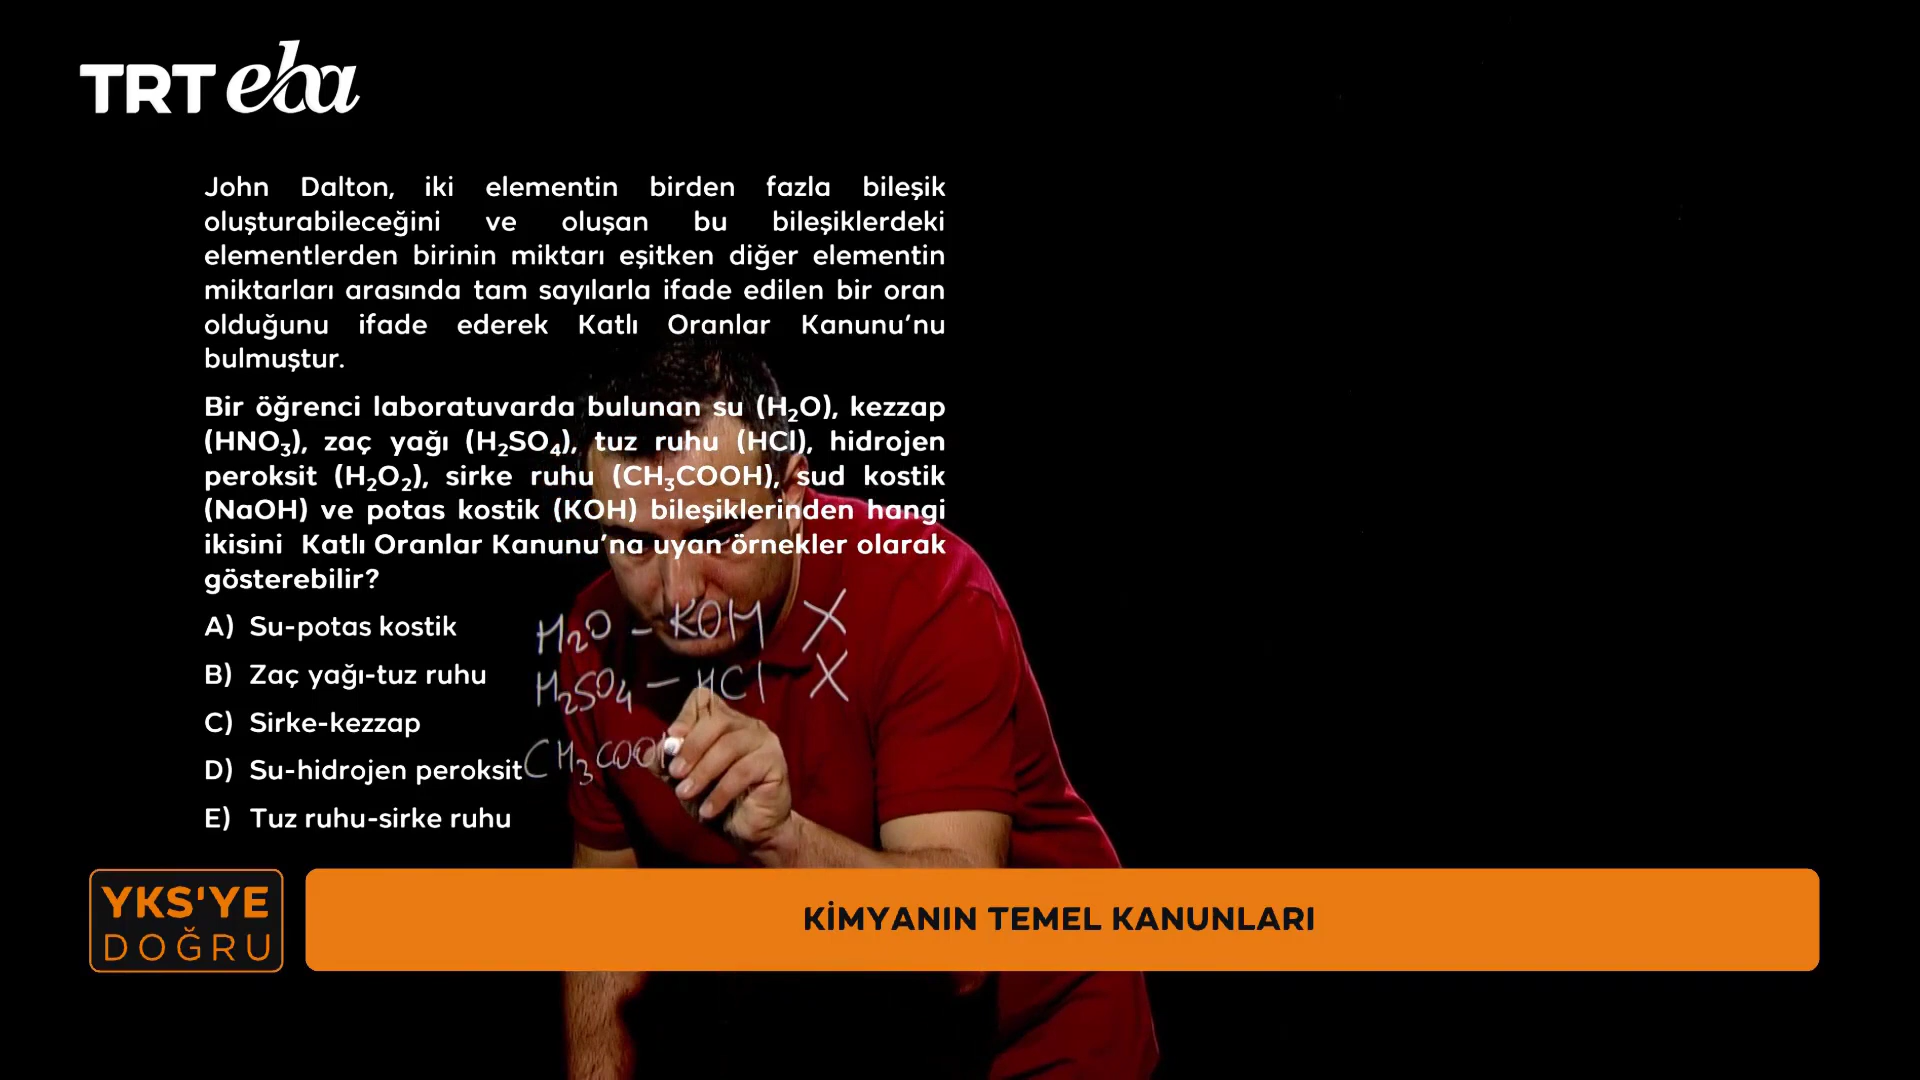 TRT eba
John Dalton, iki elementin birden fazla bileşik
oluşturabileceğini ve oluşan bu bileşiklerdeki
elementlerden birinin miktarı eşitken diğer elementin
miktarları arasında tam sayılarla ifade edilen bir oran
olduğunu ifade ederek Katlı Oranlar Kanunu’nu
bulmuştur.
Bir öğrenci laboratuvarda bulunan su (H₂O), kezzap
(HNO₃), zaç yağı (H₂SO₄), tuz ruhu (HCl), hidrojen
peroksit (H₂O₂), sirke ruhu (CH₃COOH), sud kostik
(NaOH) ve potas kostik (KOH) bileşiklerinden hangi
ikisini Katlı Oranlar Kanunu’na uyan örnekler olarak
gösterebilir?
A) Su-potas kostik H₂O - KOH X
B) Zaç yağı-tuz ruhu H₂SO₄ - HCl X
C) Sirke-kezzap
D) Su-hidrojen peroksit CH₃COOH
E) Tuz ruhu-sirke ruhu
YKS'YE
DOĞRU
KİMYANIN TEMEL KANUNLARI